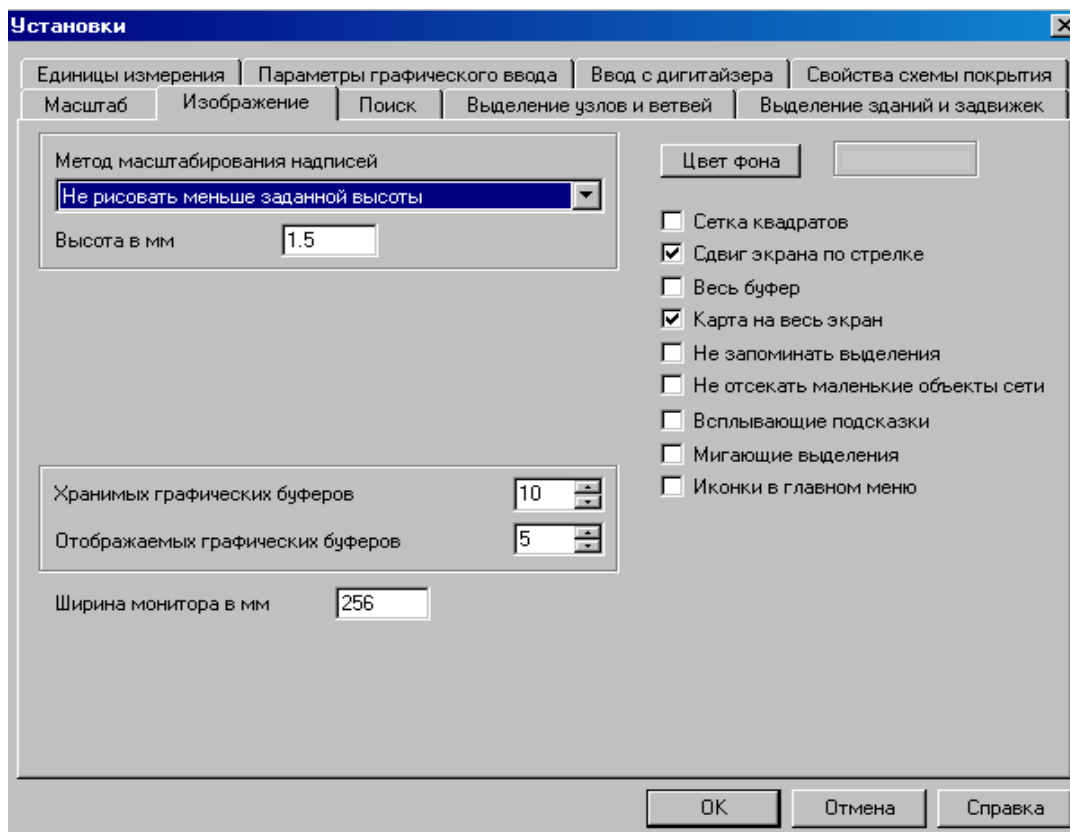 Установки
Единицы измерения
Параметры графического ввода
Ввод с дигитайзера
Свойства схемы покрытия
Масштаб
Изображение
Поиск
Выделение узлов и ветвей
Выделение зданий и задвижек
Метод масштабирования надписей
Не рисовать меньше заданной высоты
Высота в мм
1.5
Хранимых графических буферов
10
Отображаемых графических буферов
5
Ширина монитора в мм
256
Цвет фона
Сетка квадратов
Сдвиг экрана по стрелке
Весь буфер
Карта на весь экран
Не запоминать выделения
Не отсекать маленькие объекты сети
Всплывающие подсказки
Мигающие выделения
Иконки в главном меню
OK
Отмена
Справка